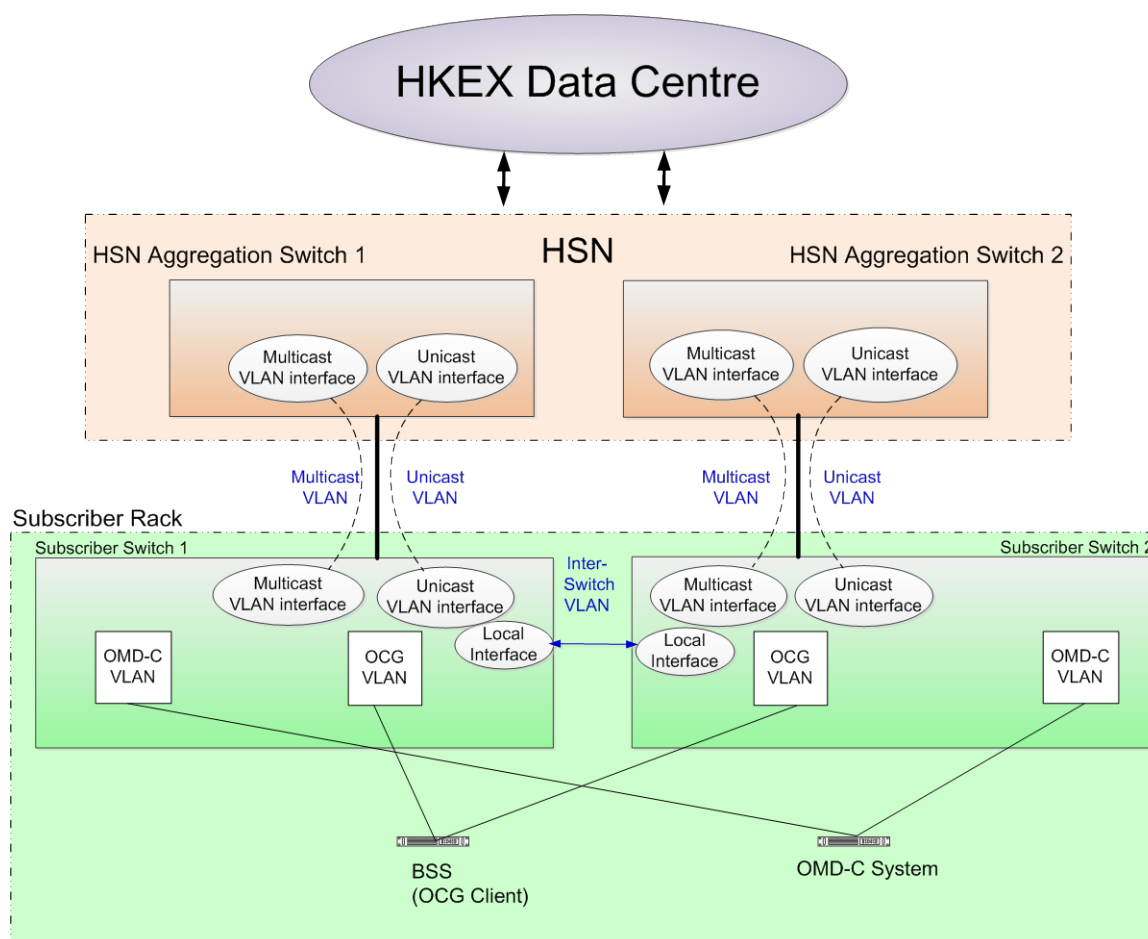 HKEX Data Centre
HSN Aggregation Switch 1
HSN
HSN Aggregation Switch 2
Multicast
VLAN interface
Unicast
VLAN interface
Multicast
VLAN interface
Unicast
VLAN interface
Multicast
VLAN
Unicast
VLAN
Multicast
VLAN
Unicast
VLAN
Subscriber Rack
Subscriber Switch 1
Subscriber Switch 2
Multicast
VLAN interface
Unicast
VLAN interface
Inter-
Switch
VLAN
Multicast
VLAN interface
Unicast
VLAN interface
OMD-C
VLAN
OCG
VLAN
Local
Interface
Local
Interface
OCG
VLAN
OMD-C
VLAN
BSS
(OCG Client)
OMD-C System